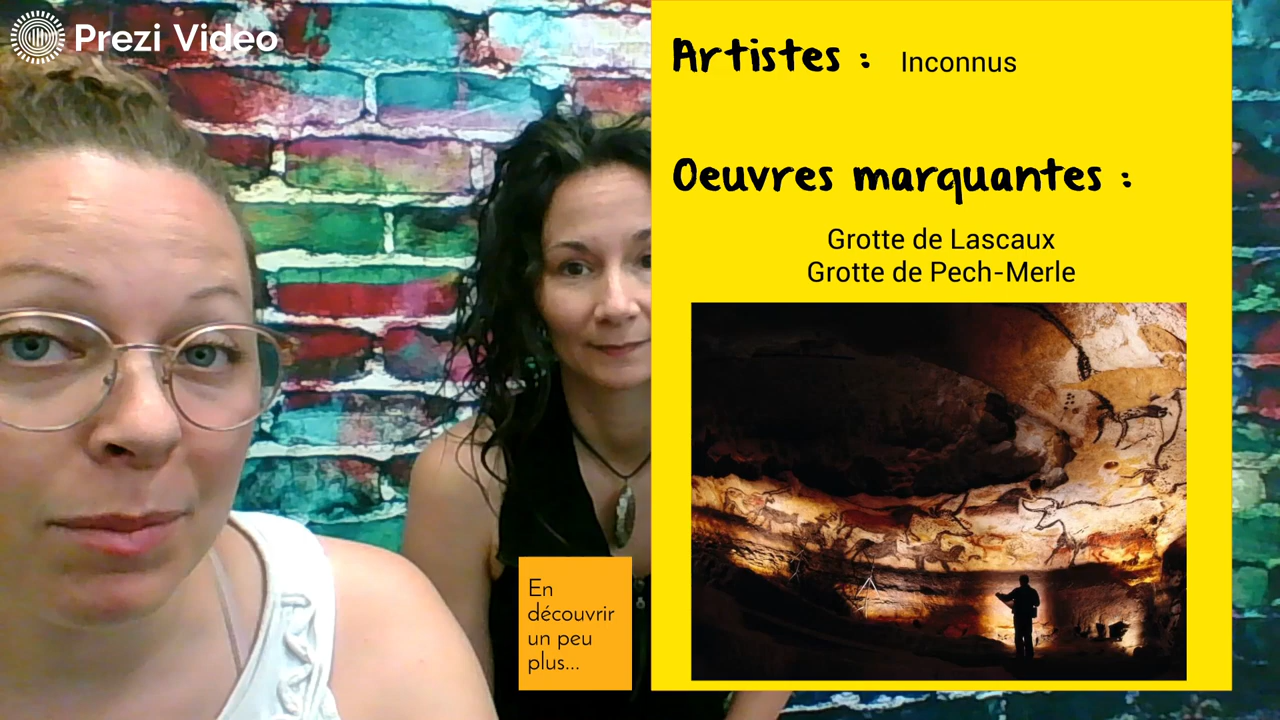 Prezi Video
Artistes : Inconnus
Oeuvres marquantes :
Grotte de Lascaux
Grotte de Pech-Merle
En
découvrir
un peu
plus...